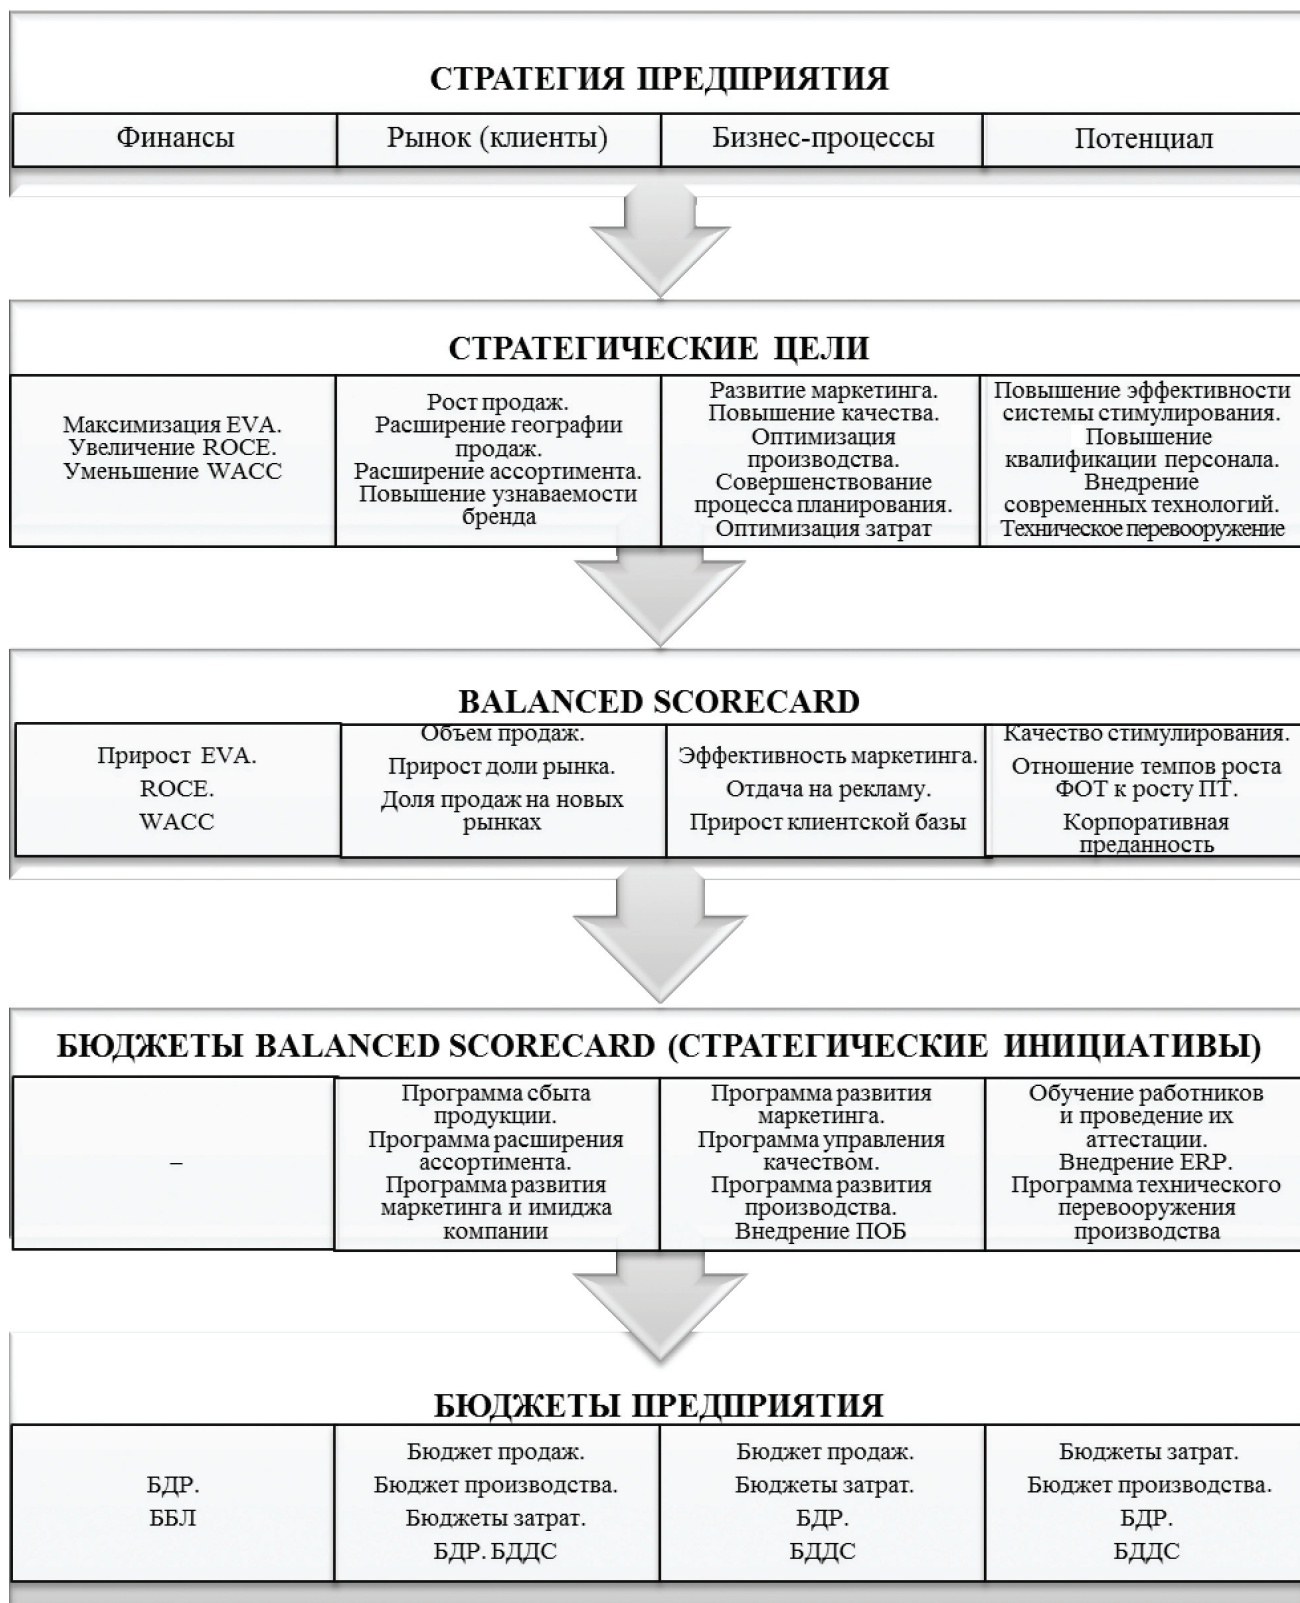 СТРАТЕГИЯ ПРЕДПРИЯТИЯ
Финансы
Рынок (клиенты)
Бизнес-процессы
Потенциал
СТРАТЕГИЧЕСКИЕ ЦЕЛИ
Максимизация EVA.
Увеличение ROCE.
Уменьшение WACC
Рост продаж.
Расширение географии
продаж.
Расширение ассортимента.
Повышение узнаваемости
бренда
Развитие маркетинга.
Повышение качества.
Оптимизация
производства.
Совершенствование
процесса планирования.
Оптимизация затрат
Повышение эффективности
системы стимулирования.
Повышение
квалификации персонала.
Внедрение
современных технологий.
Техническое перевооружение
BALANCED SCORECARD
Прирост EVA.
ROCE.
WACC
Объем продаж.
Прирост доли рынка.
Доля продаж на новых
рынках
Эффективность маркетинга.
Отдача на рекламу.
Прирост клиентской базы
Качество стимулирования.
Отношение темпов роста
ФОТ к росту ПТ.
Корпоративная
преданность
БЮДЖЕТЫ BALANCED SCORECARD (СТРАТЕГИЧЕСКИЕ ИНИЦИАТИВЫ)
–
Программа сбыта
продукции.
Программа расширения
ассортимента.
Программа развития
маркетинга и имиджа
компании
Программа развития
маркетинга.
Программа управления
качеством.
Программа развития
производства.
Внедрение ПОБ
Обучение работников
и проведение их
аттестации.
Внедрение ERP.
Программа технического
перевооружения
производства
БЮДЖЕТЫ ПРЕДПРИЯТИЯ
БДР.
ББЛ
Бюджет продаж.
Бюджет производства.
Бюджеты затрат.
БДР. БДДС
Бюджет продаж.
Бюджеты затрат.
БДР.
БДДС
Бюджеты затрат.
Бюджет производства.
БДР.
БДДС